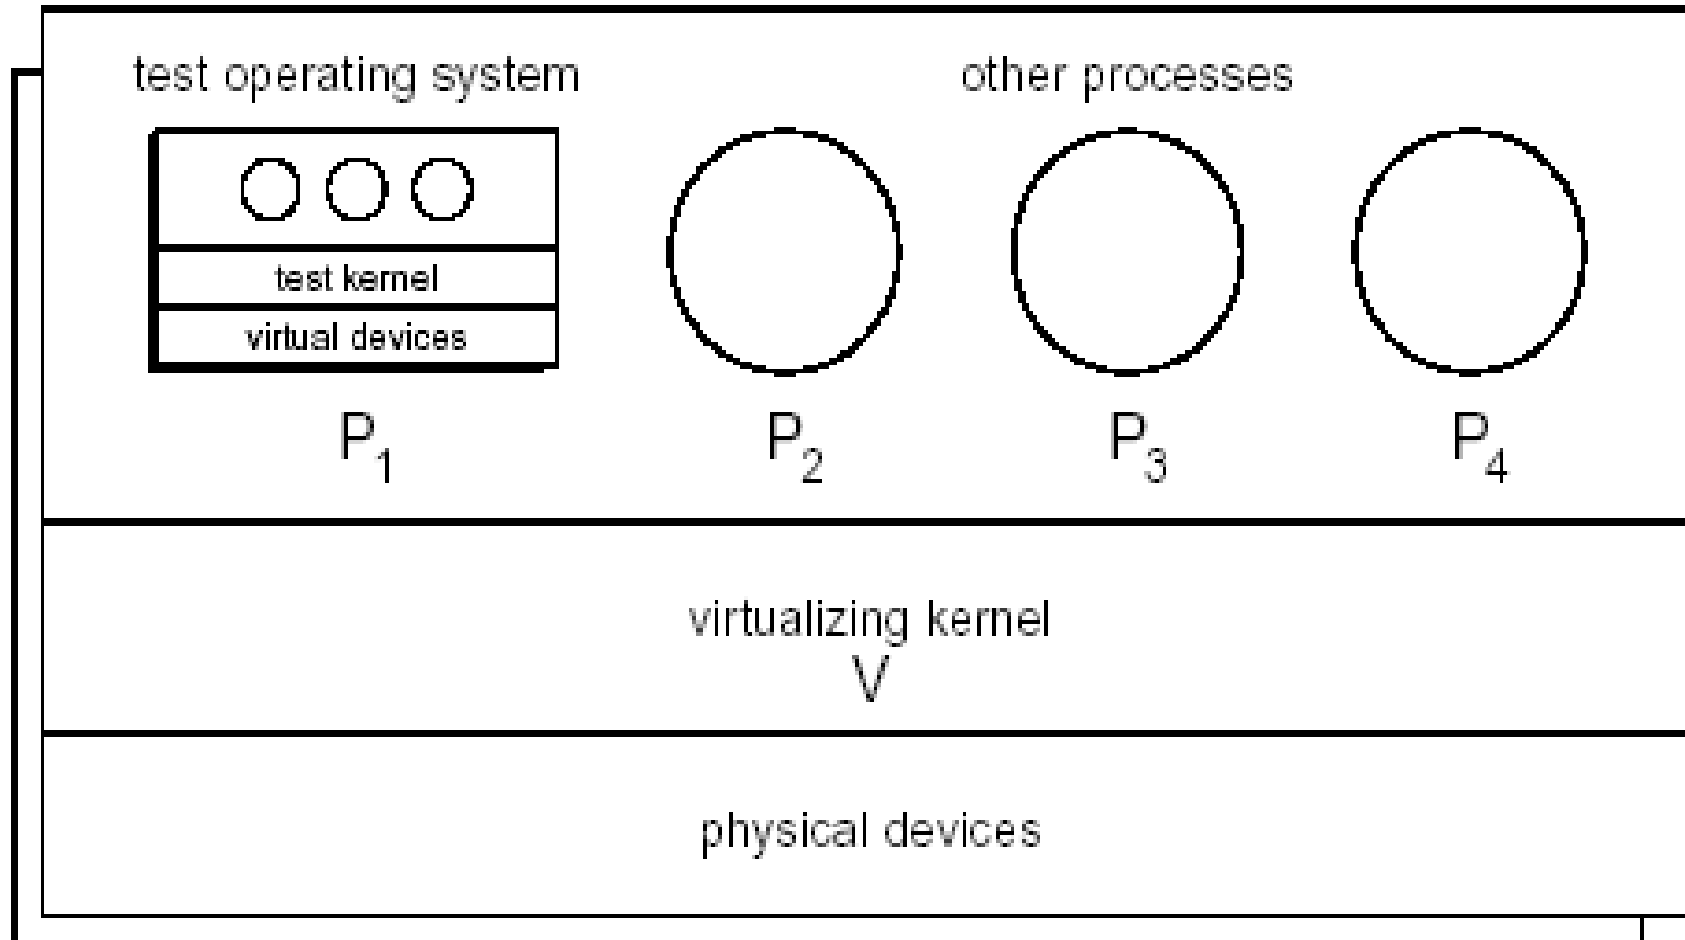 test operating system
other processes
test kernel
virtual devices
P1
P2
P3
P4
virtualizing kernel
V
physical devices